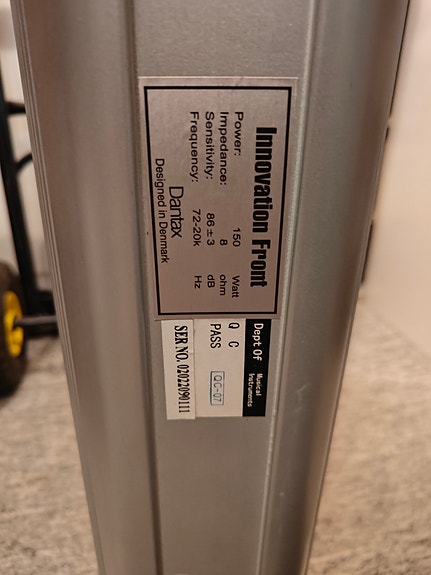 Innovation Front
Power: 150 Watt
Impedance: 8 ohm
Sensitivity: 86 ± 3 dB
Frequency: 72-20k Hz
Dantax
Designed in Denmark
Dept Of Musical Instruments
Q C
PASS QC-07
SER NO. 02022090111